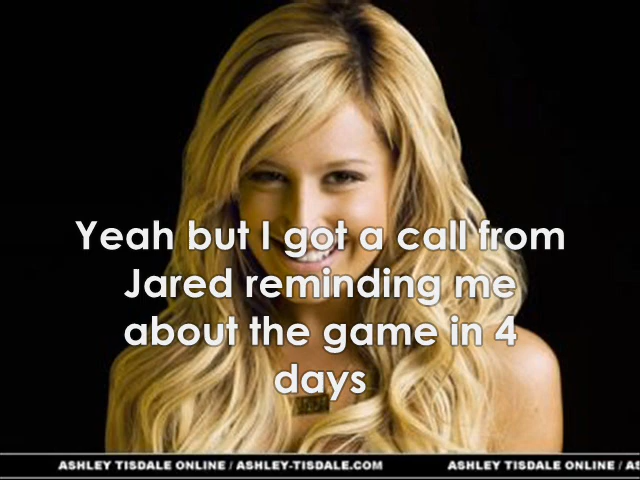 Yeah but I got a call from
Jared reminding me
about the game in 4
days
ASHLEY TISDALE ONLINE / ASHLEY-TISDALE.COM ASHLEY TISDALE ONLINE / AS